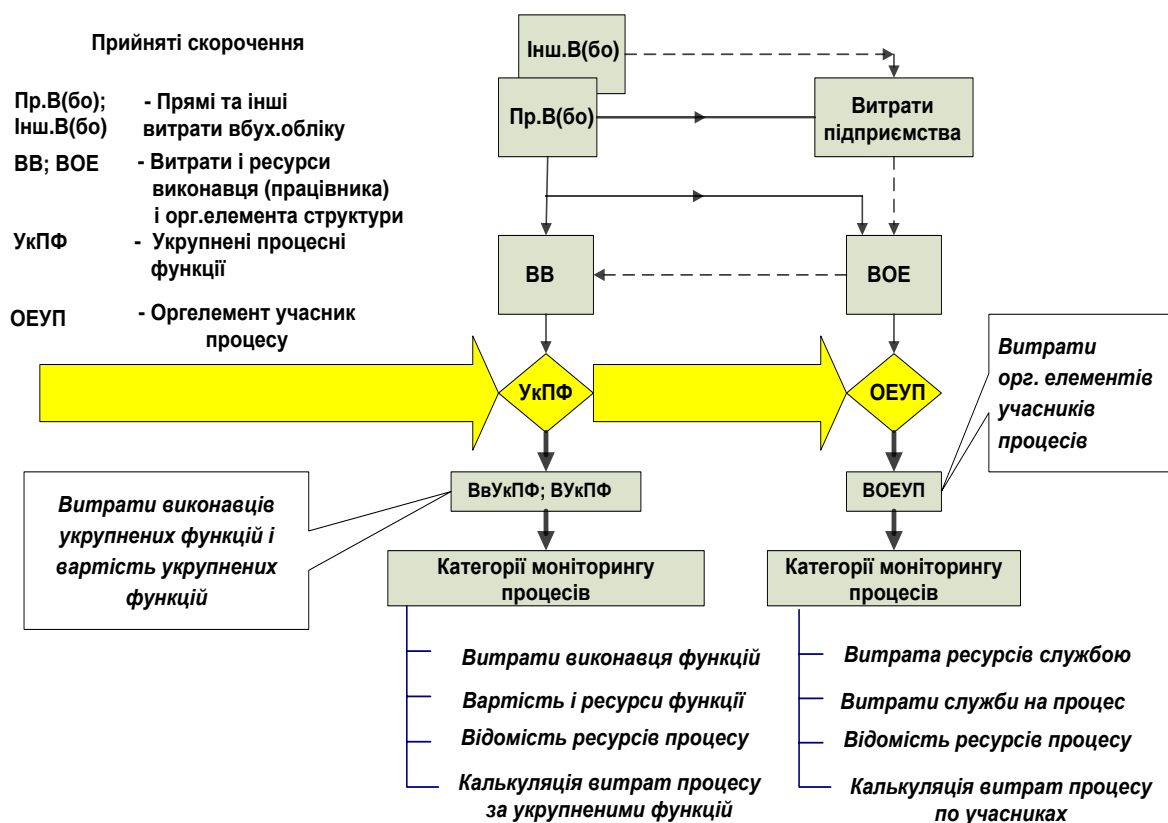 Прийняті скорочення
Пр.В(бо);
Інш.В(бо)
- Прямі та інші
витрати вбух.обліку
ВВ; ВОЕ
- Витрати і ресурси
виконавця (працівника)
і орг.елемента структури
УкПФ
- Укрупнені процесні
функції
ОЕУП
- Оргелемент учасник
процесу
Інш.В(бо)
Пр.В(бо)
Витрати
підприємства
ВВ
ВОЕ
УкПФ
ОЕУП
Витрати
орг. елементів
учасників
процесів
ВвУкПФ; ВУкПФ
ВОЕУП
Витрати виконавців
укрупнених функцій і
вартість укрупнених
функцій
Категорії моніторингу
процесів
Витрати виконавця функцій
Вартість і ресурси функції
Відомість ресурсів процесу
Калькуляція витрат процесу
за укрупненими функцій
Категорії моніторингу
процесів
Витрата ресурсів службою
Витрати служби на процес
Відомість ресурсів процесу
Калькуляція витрат процесу
по учасниках